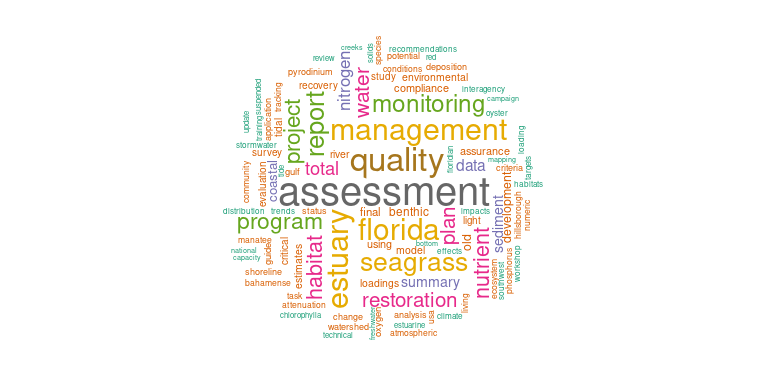 creeks
review
solids
species
recommendations
potential
red
pyrodinium
nitrogen
water
study
conditions
deposition
environmental
recovery
compliance
interagency
update
training
suspended
application
tracking
tidal
project
report
monitoring
campaign
oyster
management
stormwater
survey
river
quality
floridian
assurance
loading
mapping
data
criteria
targets
community
evaluation
coastal
tide
gulf
total
assessment
habitats
distribution
trends
status
final
benthic
impacts
light
plan
sediment
development
hillsborough
numeric
program
estuary
florida
manatee
national
capacity
guidee
critical
estimates
habitat
using
model
bottom
effects
old
nutrient
workshop
shoreline
bahamense
seagrass
loadings
summary
ecosystem
southwest
phosphorus
task
attenuation
restoration
living
chlorophylla
change
watershed
technical
freshwater
oxygen
analysis
estuarine
usa
climate
atmospheric